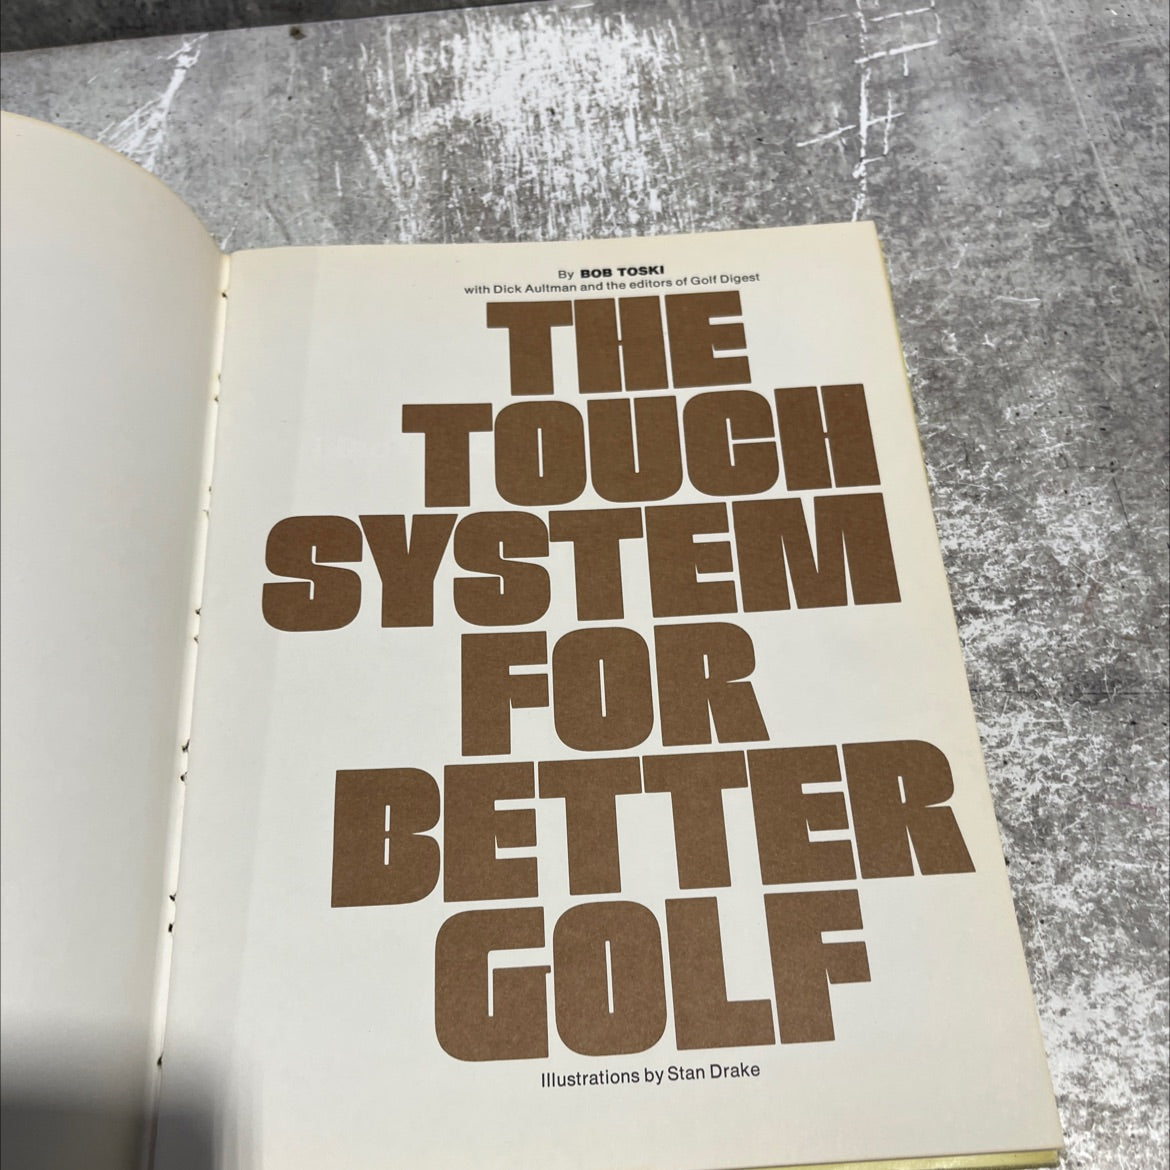 By BOB TOSKI
with Dick Aultman and the editors of Golf Digest
THE
TOUCH
SYSTEM
FOR
BETTER
GOLF
Illustrations by Stan Drake